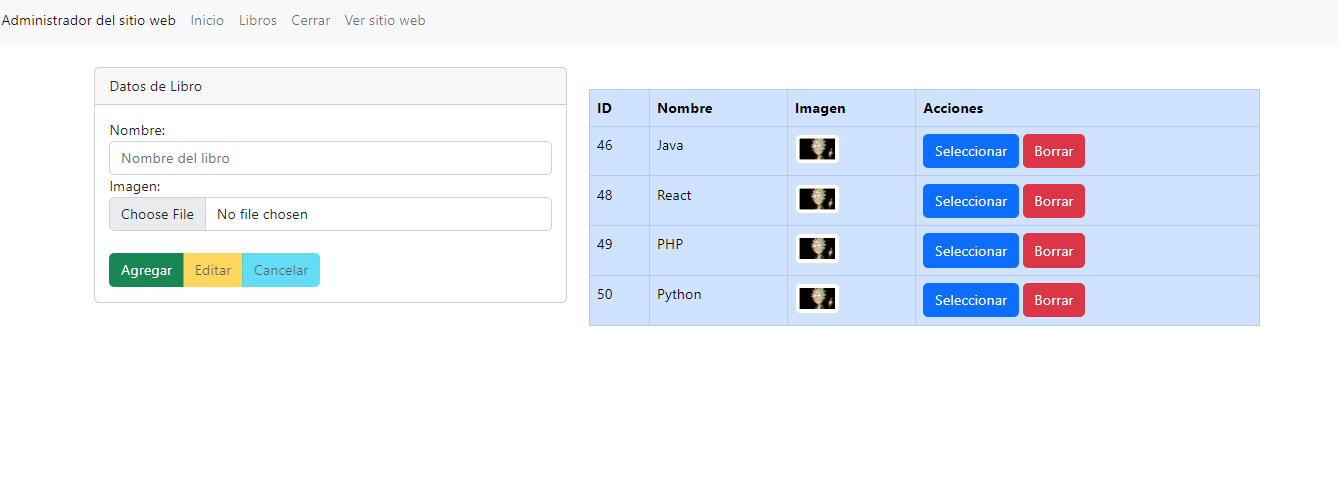 Administrador del sitio web Inicio Libros Cerrar Ver sitio web
Datos de Libro
Nombre:
Nombre del libro
Imagen:
Choose File No file chosen
Agregar Editar Cancelar
ID Nombre Imagen Acciones
46 Java Seleccionar Borrar
48 React Seleccionar Borrar
49 PHP Seleccionar Borrar
50 Python Seleccionar Borrar